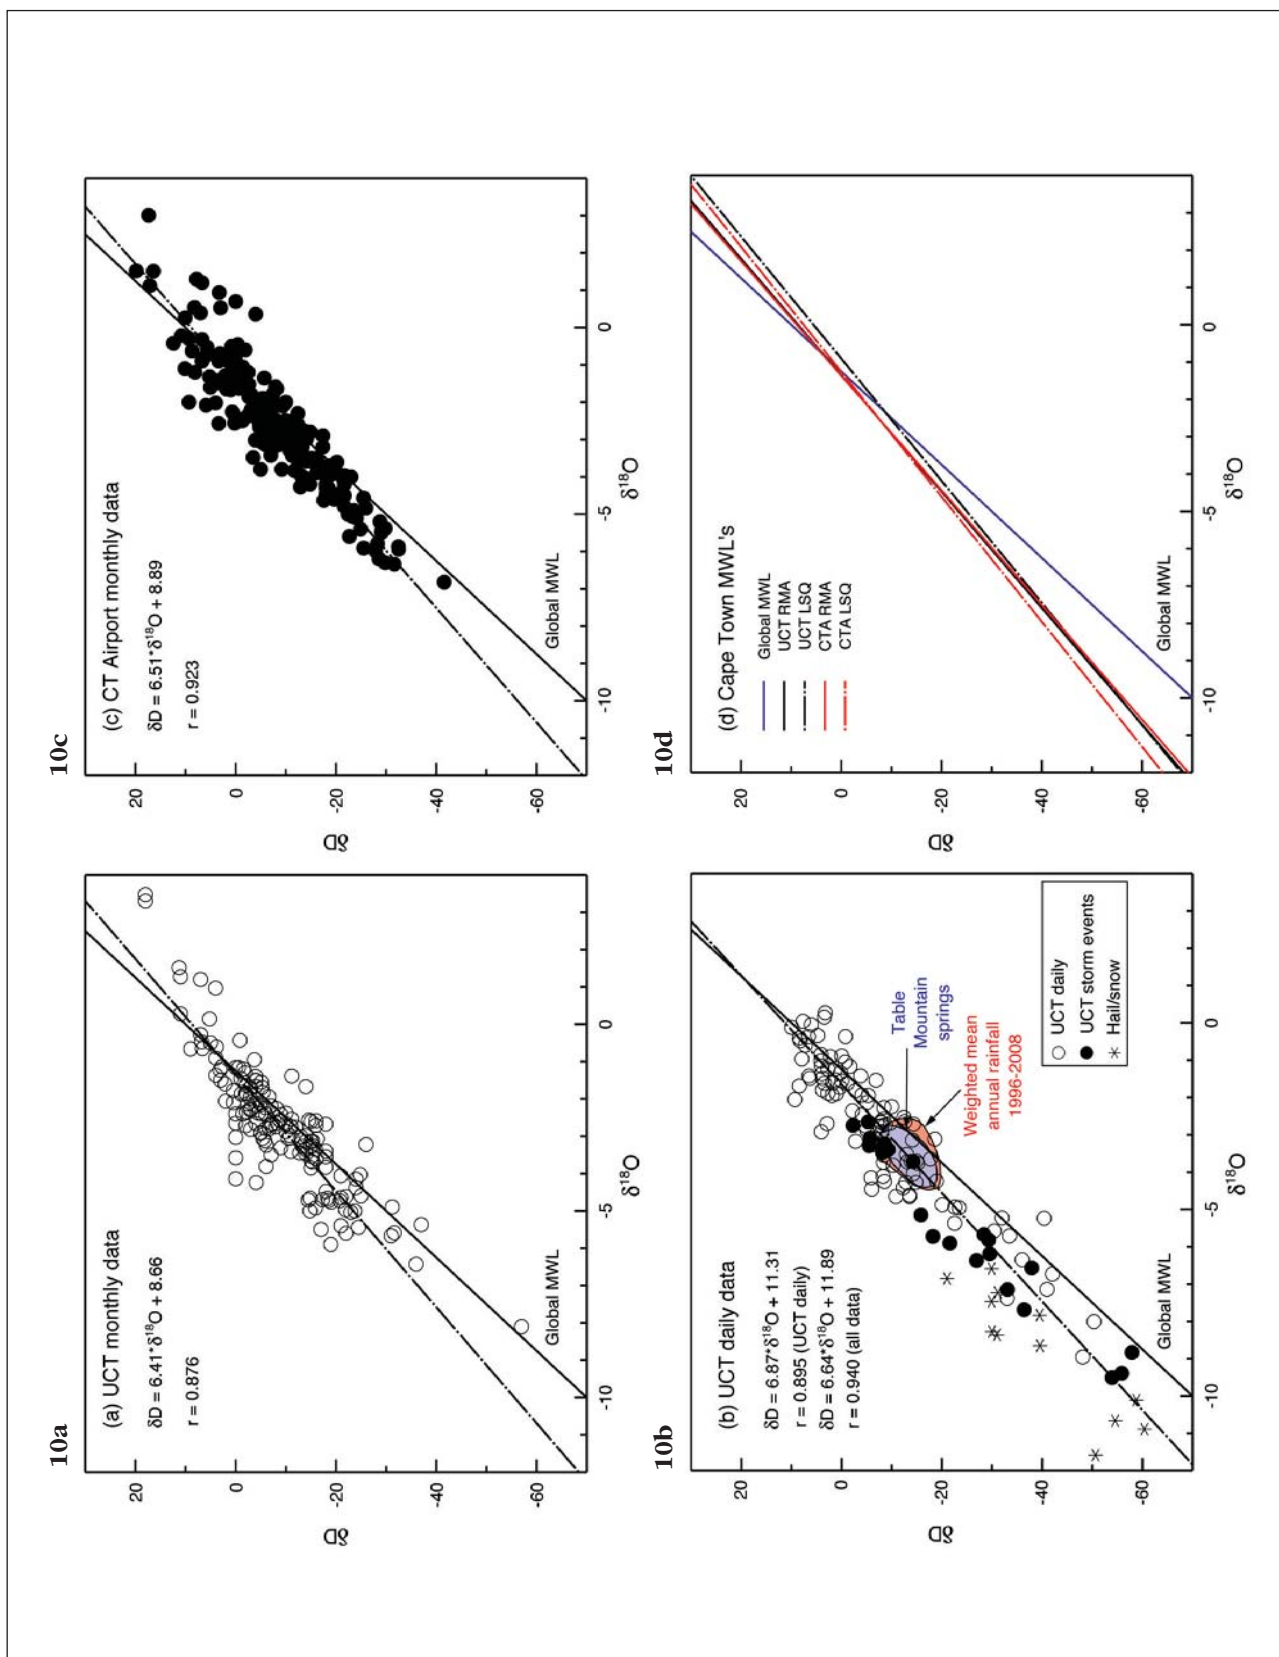 10a
(a) UCT monthly data
δD = 6.41*δ¹⁸O + 8.66
r = 0.876
Global MWL
20
0
-20
-40
-60
δD
-10
-5
0
δ¹⁸O
10c
(c) CT Airport monthly data
δD = 6.51*δ¹⁸O + 8.89
r = 0.923
Global MWL
20
0
-20
-40
-60
δD
-10
-5
0
δ¹⁸O
10b
(b) UCT daily data
δD = 6.87*δ¹⁸O + 11.31
r = 0.895 (UCT daily)
δD = 6.64*δ¹⁸O + 11.89
r = 0.940 (all data)
Table
Mountain
springs
Weighted mean
annual rainfall
1996-2008
UCT daily
UCT storm events
Hail/snow
Global MWL
20
0
-20
-40
-60
δD
-10
-5
0
δ¹⁸O
10d
(d) Cape Town MWL's
Global MWL
UCT RMA
UCT LSQ
CTA RMA
CTA LSQ
Global MWL
20
0
-20
-40
-60
δD
-10
-5
0
δ¹⁸O